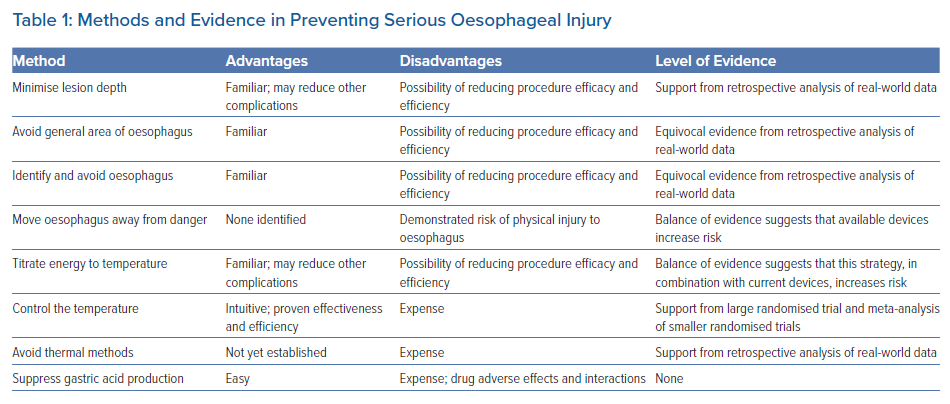 Table 1: Methods and Evidence in Preventing Serious Oesophageal Injury
Method Advantages Disadvantages Level of Evidence
Minimise lesion depth Familiar; may reduce other Possibility of reducing procedure efficacy and Support from retrospective analysis of real-world data
complications efficiency
Avoid general area of oesophagus Familiar Possibility of reducing procedure efficacy and Equivocal evidence from retrospective analysis of
efficiency real-world data
Identify and avoid oesophagus Familiar Possibility of reducing procedure efficacy and Equivocal evidence from retrospective analysis of
efficiency real-world data
Move oesophagus away from danger None identified Demonstrated risk of physical injury to Balance of evidence suggests that available devices
oesophagus increase risk
Titrate energy to temperature Familiar; may reduce other Possibility of reducing procedure efficacy and Balance of evidence suggests that this strategy, in
complications efficiency combination with current devices, increases risk
Control the temperature Intuitive; proven effectiveness Expense Support from large randomised trial and meta-analysis
and efficiency of smaller randomised trials
Avoid thermal methods Not yet established Expense Support from retrospective analysis of real-world data
Suppress gastric acid production Easy Expense; drug adverse effects and interactions None